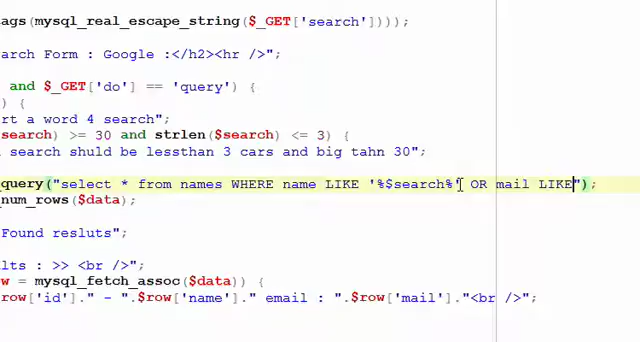 ags(mysql_real_escape_string($_GET['search'])));
arch Form : Google :</h2><hr />";
and $_GET['do'] == 'query') {
) {
rt a word 4 search";
search) >= 30 and strlen($search) <= 3) {
search shuld be lessthan 3 cars and big tahn 30";
query("select * from names WHERE name LIKE '%$search%' OR mail LIKE");
num_rows($data);
Found resluts";
lts : >> <br />";
w = mysql_fetch_assoc($data)) {
row['id']." - ".$row['name']." email : ".$row['mail']."<br />";